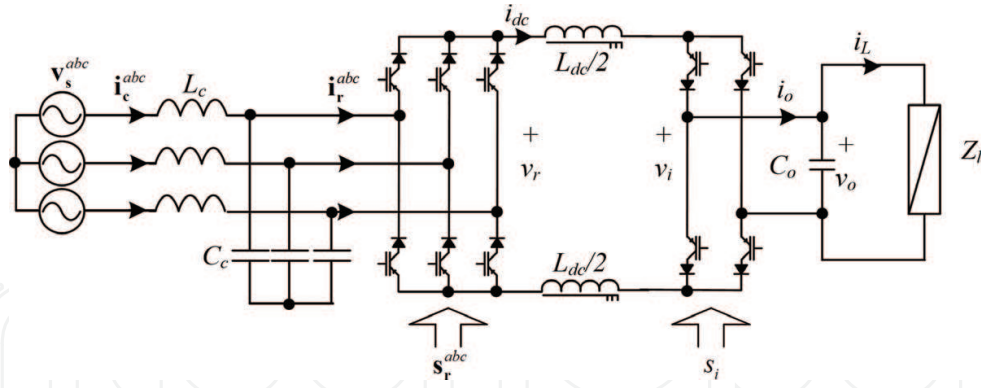 i_dc
v_s^abc
i_c^abc
L_c
i_r^abc
L_dc/2
i_L
i_o
+
v_r
+
v_i
C_o
+
v_o
Z_l
C_c
L_dc/2
s_r^abc
s_i